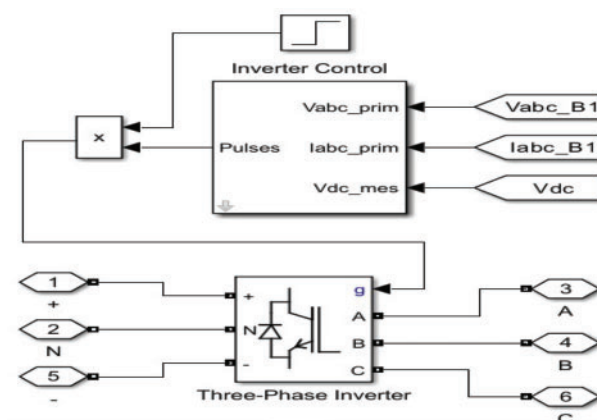 Inverter Control
Vabc_prim
Vabc_B1
×
Pulses
Iabc_prim
Iabc_B1
Vdc_mes
Vdc
1
+
+
g
A
3
A
2
N
N
B
4
B
5
-
-
C
6
C
Three-Phase Inverter